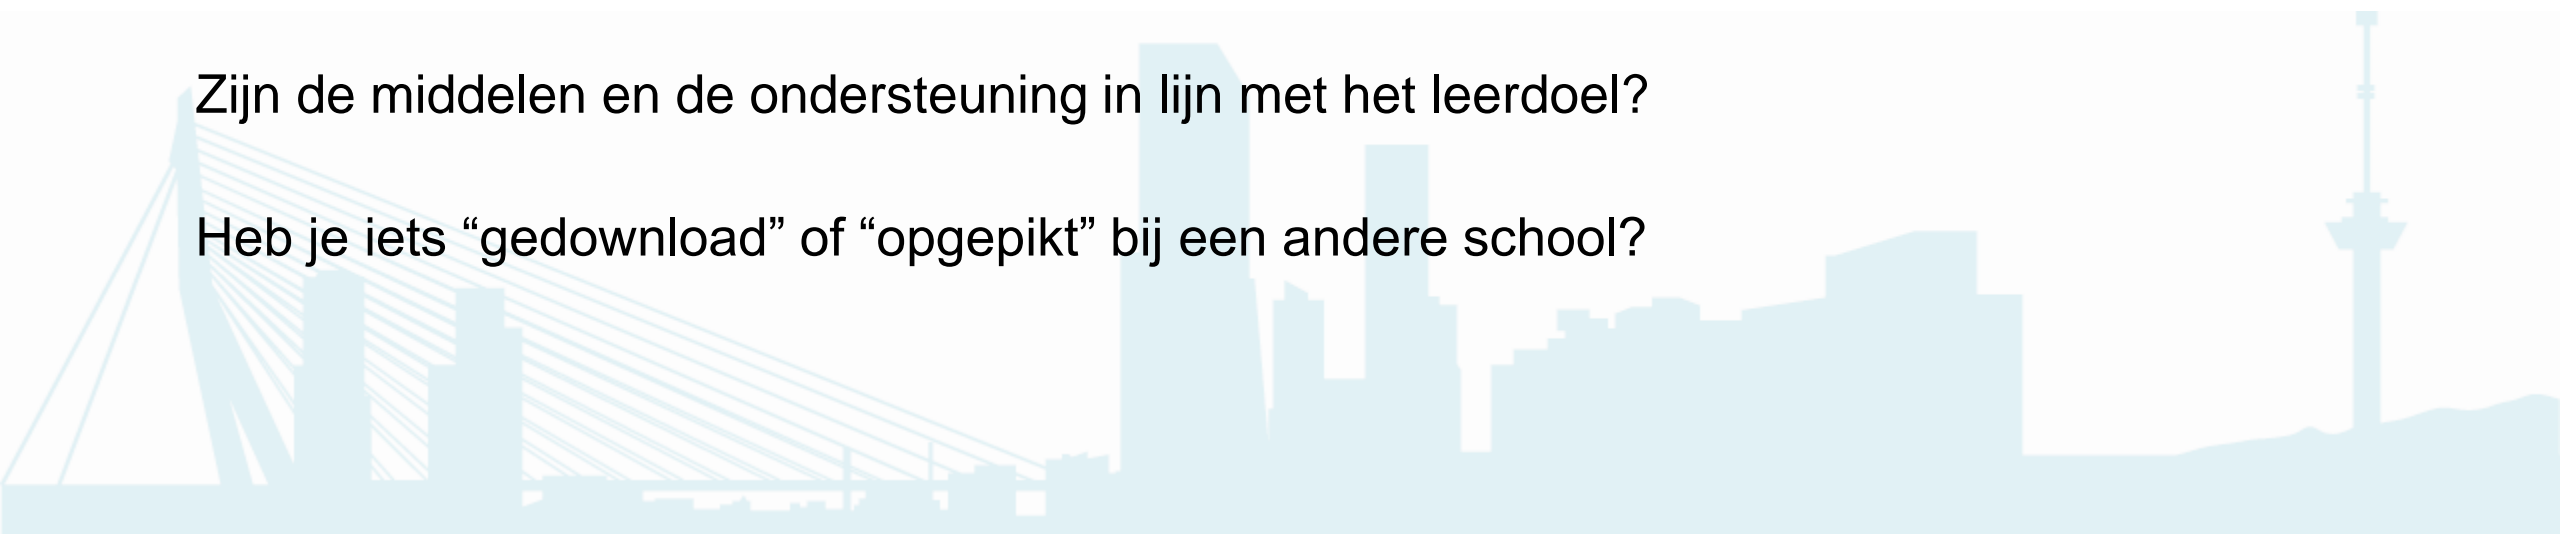 Zijn de middelen en de ondersteuning in lijn met het leerdoel?
Heb je iets “gedownload” of “opgepikt” bij een andere school?